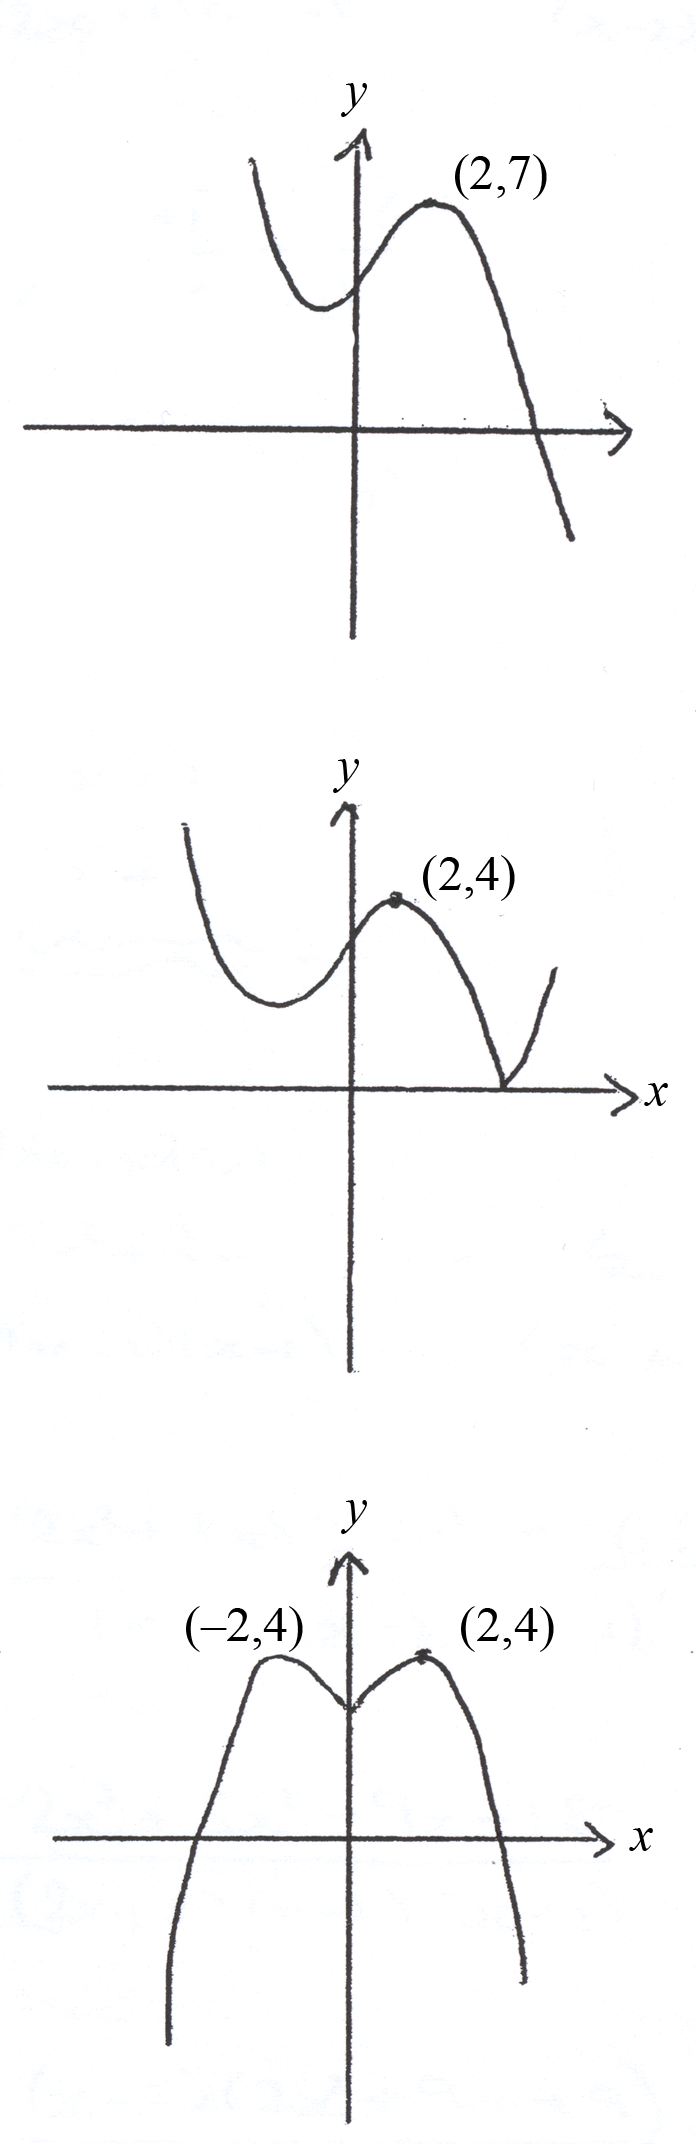 y
(2,7)
y
(2,4)
x
y
(–2,4) (2,4)
x